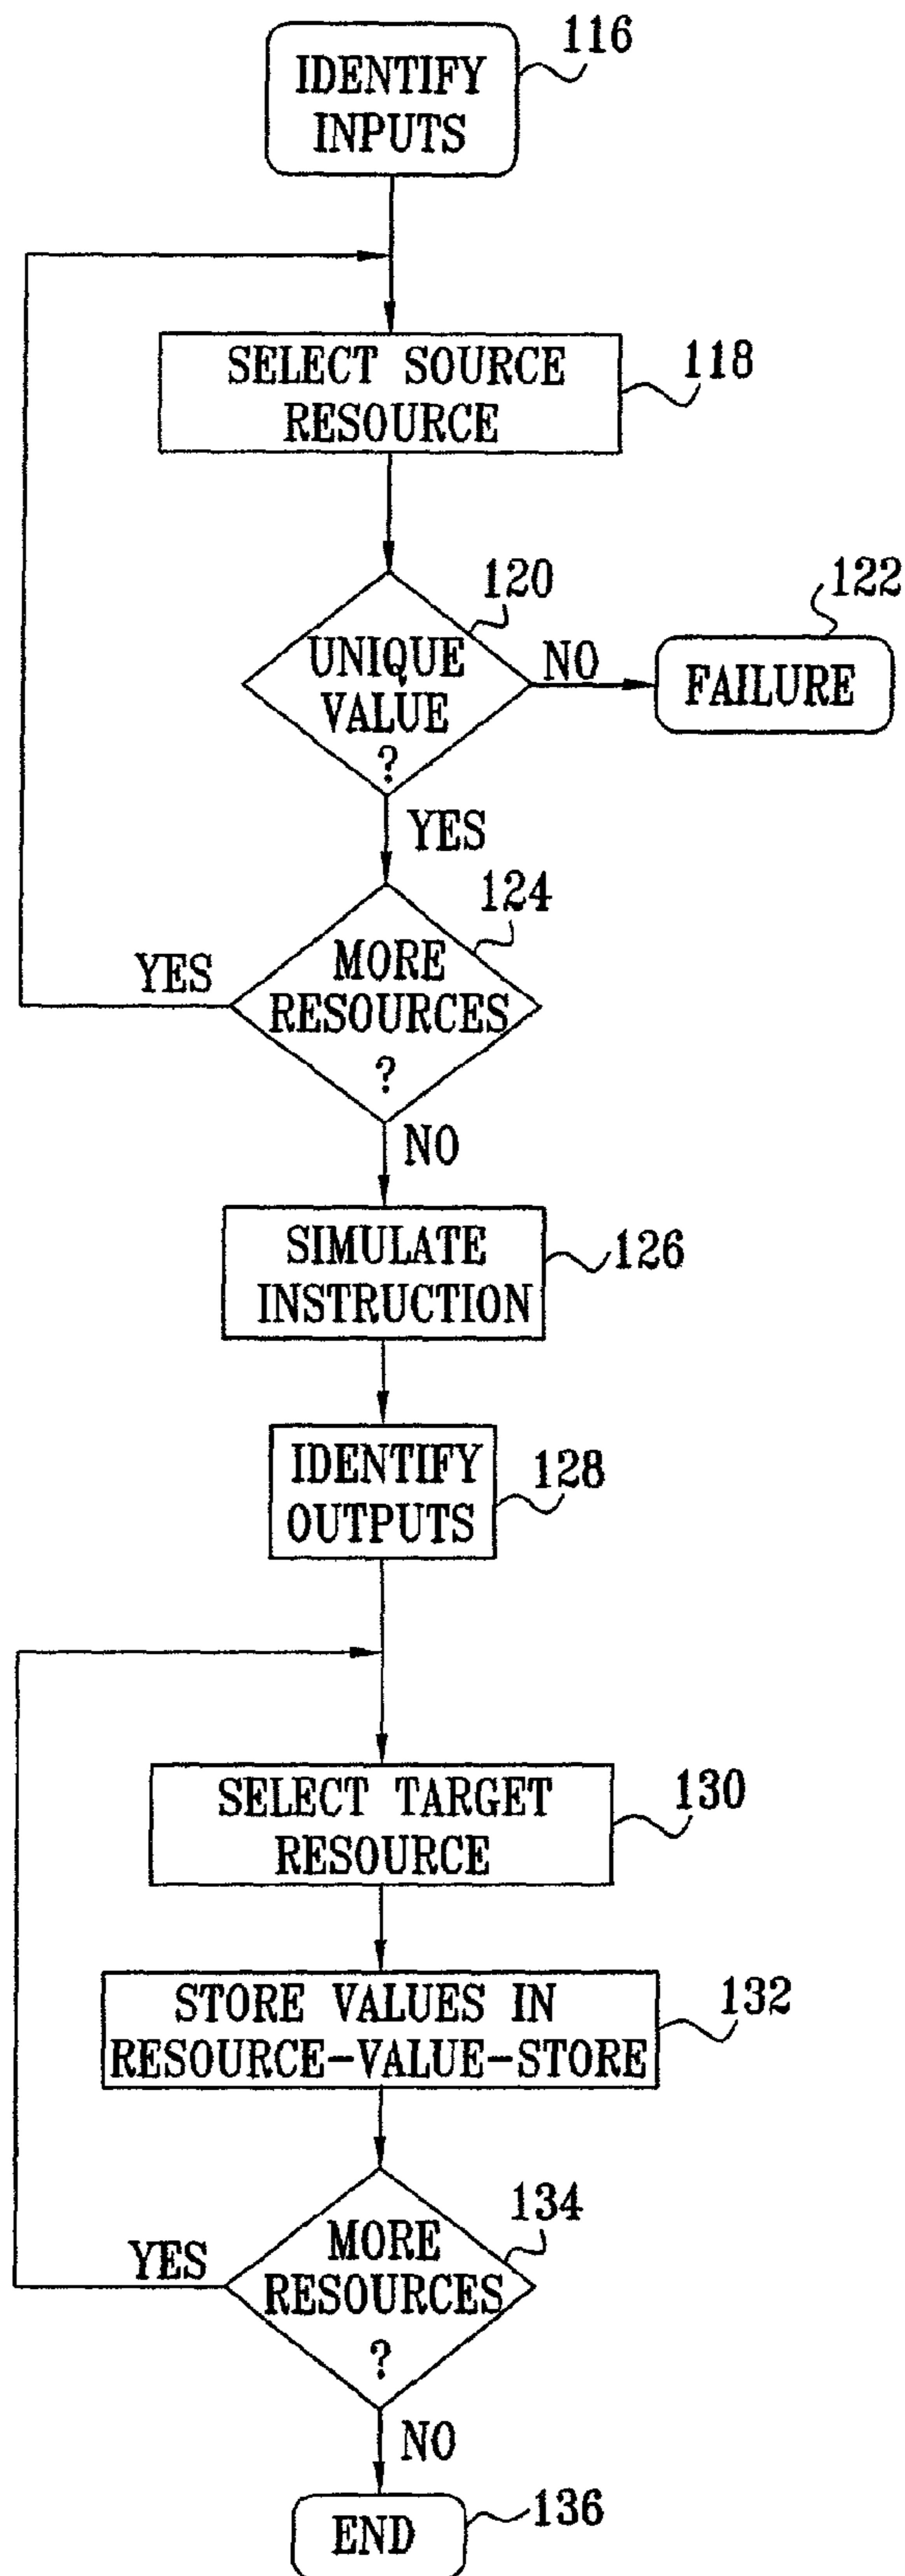 116
IDENTIFY
INPUTS
SELECT SOURCE
RESOURCE
118
120
UNIQUE
VALUE
?
NO
122
FAILURE
YES
124
MORE
RESOURCES
?
YES
NO
SIMULATE
INSTRUCTION
126
IDENTIFY
OUTPUTS
128
SELECT TARGET
RESOURCE
130
STORE VALUES IN
RESOURCE-VALUE-STORE
132
134
MORE
RESOURCES
?
YES
NO
END
136